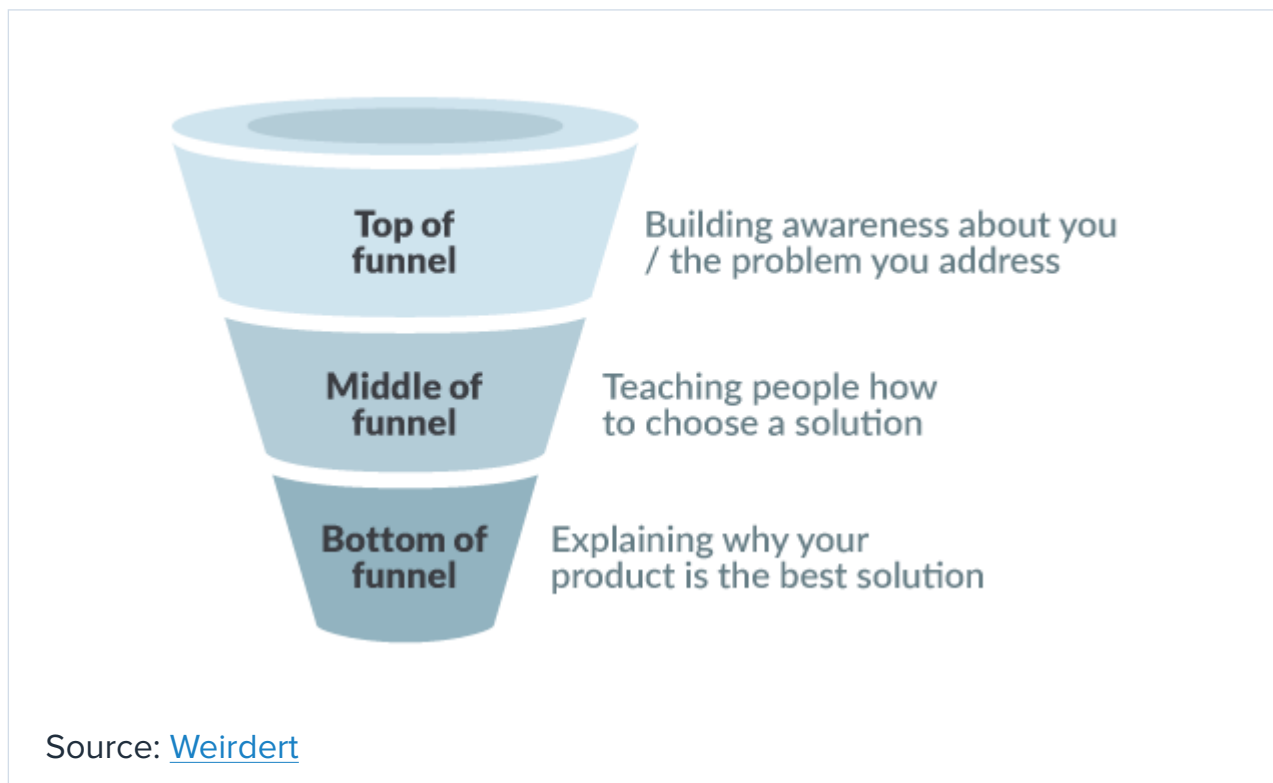 Top of
funnel
Building awareness about you
/ the problem you address
Middle of
funnel
Teaching people how
to choose a solution
Bottom of
funnel
Explaining why your
product is the best solution
Source: Weirdert